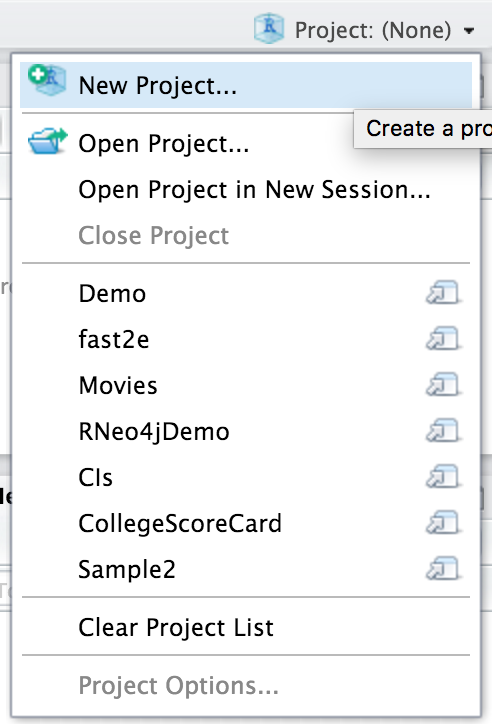 Project: (None)
New Project...
Create a pro
Open Project...
Open Project in New Session...
Close Project
Demo
fast2e
Movies
RNeo4jDemo
CIs
CollegeScoreCard
Sample2
Clear Project List
Project Options...